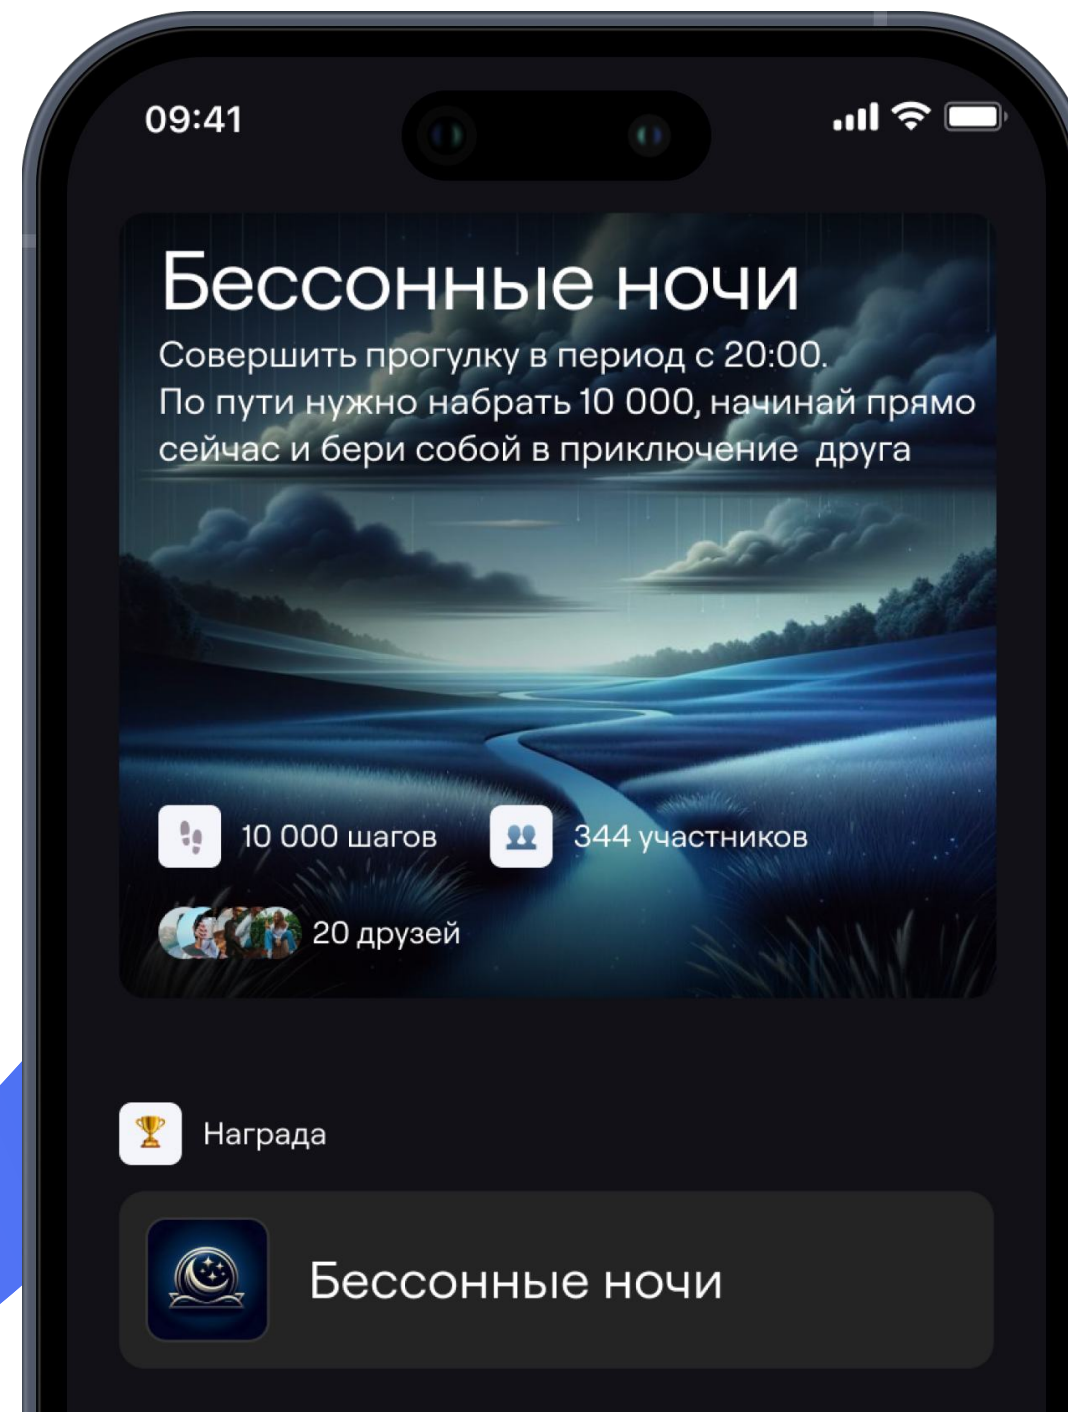 09:41
Бессонные ночи
Совершить прогулку в период с 20:00.
По пути нужно набрать 10 000, начинай прямо
сейчас и бери собой в приключение  друга
10 000 шагов
344 участников
20 друзей
Награда
Бессонные ночи